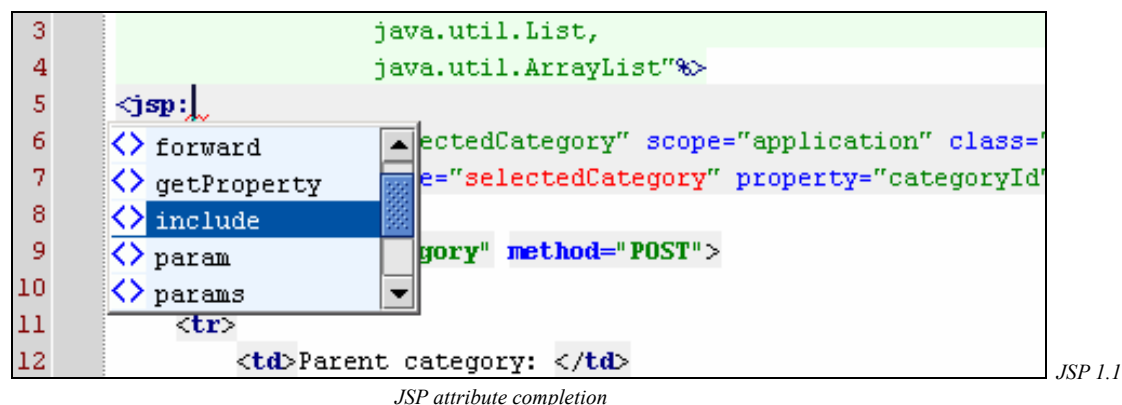 3 java.util.List,
4 java.util.ArrayList"%>
5 <jsp:
6 ectedCategory" scope="application" class="
7 e="selectedCategory" property="categoryId"
8
9 gory" method="POST">
10
11 <tr>
12 <td>Parent category: </td>
<> forward
<> getProperty
<> include
<> param
<> params
JSP 1.1
JSP attribute completion